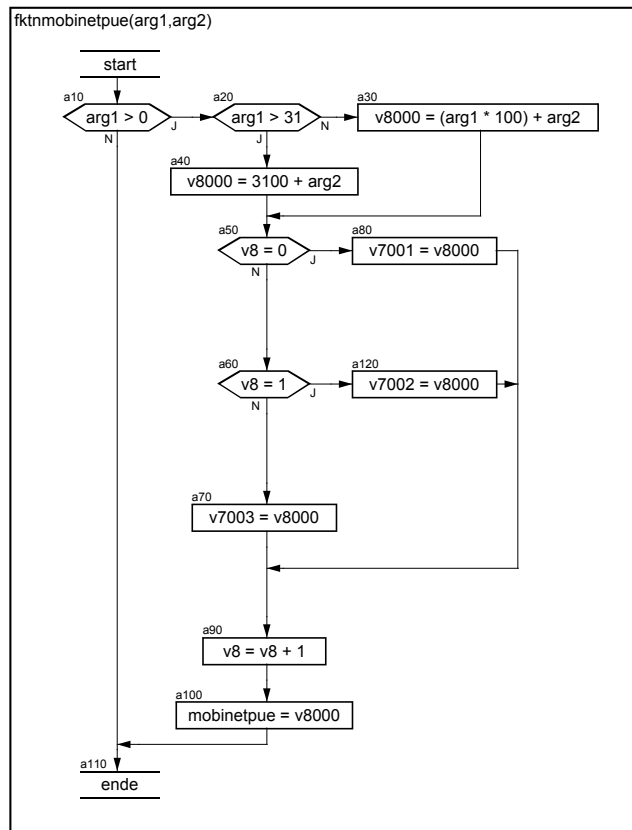 fktnmobinetpue(arg1,arg2)
start
a10
arg1 > 0
J
N
a20
arg1 > 31
N
J
a30
v8000 = (arg1 * 100) + arg2
a40
v8000 = 3100 + arg2
a50
v8 = 0
J
N
a80
v7001 = v8000
a60
v8 = 1
J
N
a120
v7002 = v8000
a70
v7003 = v8000
a90
v8 = v8 + 1
a100
mobinetpue = v8000
a110
ende